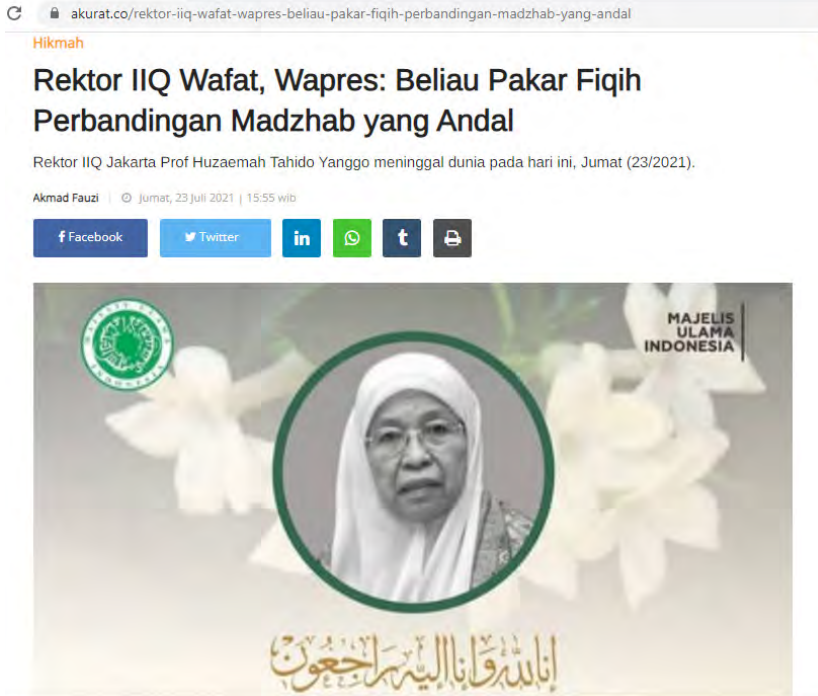 akurat.co/rektor-iiq-wafat-wapres-beliau-pakar-fiqih-perbandingan-madzhab-yang-andal
Hikmah
Rektor IIQ Wafat, Wapres: Beliau Pakar Fiqih
Perbandingan Madzhab yang Andal
Rektor IIQ Jakarta Prof Huzaemah Tahido Yanggo meninggal dunia pada hari ini, Jumat (23/2021).
Akmad Fauzi | Jumat, 23 Juli 2021 | 15:55 wib
f Facebook Twitter in t
MAJELIS
ULAMA
INDONESIA
MAJELIS ULAMA INDONESIA
إنا لله وإنا إليه راجعون